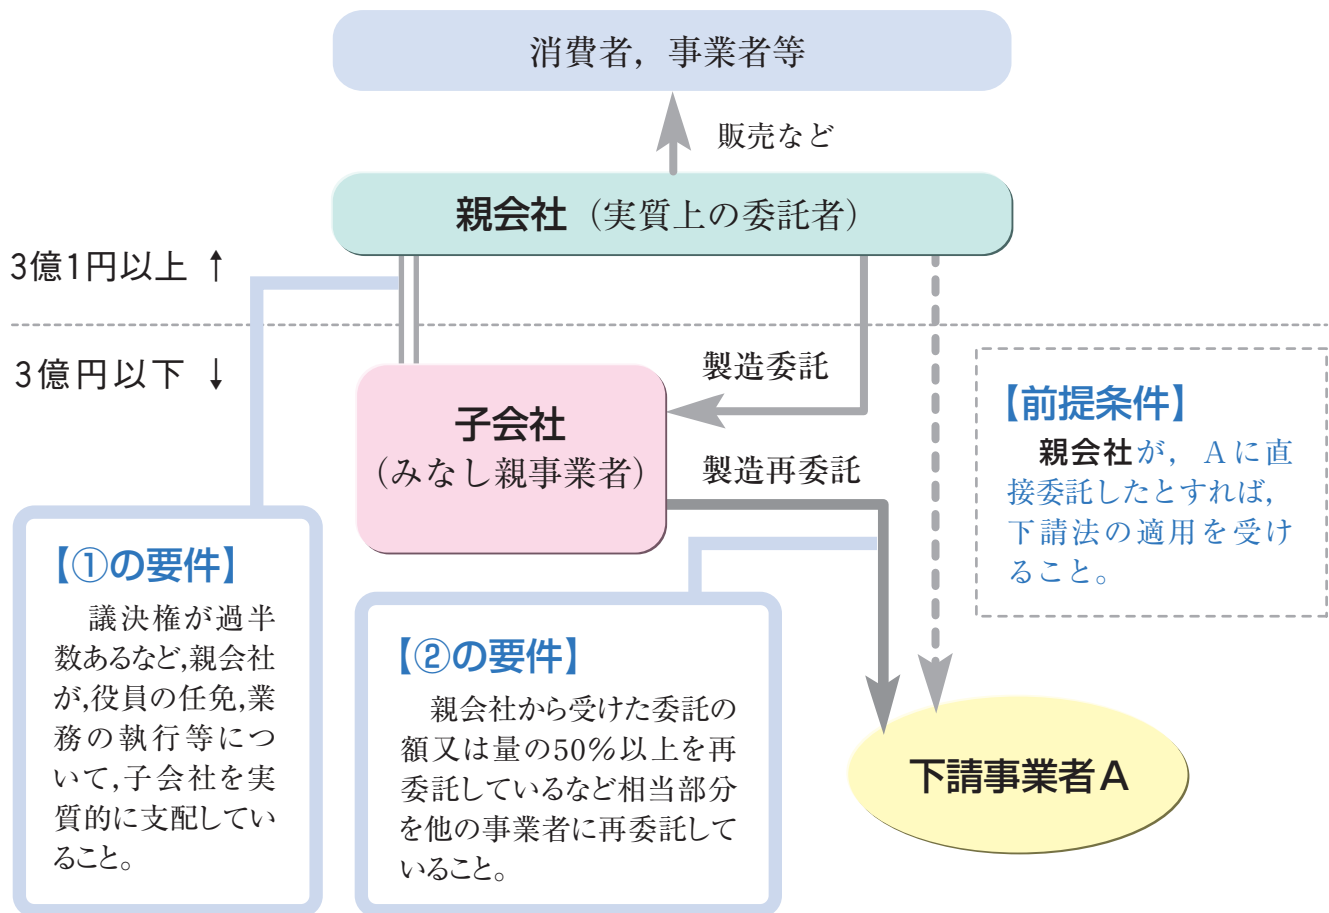 消費者，事業者等
販売など
親会社（実質上の委託者）
3億1円以上 ↑
3億円以下 ↓
製造委託
子会社
（みなし親事業者）
製造再委託
【前提条件】
親会社が，Aに直
接委託したとすれば，
下請法の適用を受け
ること。
【①の要件】
議決権が過半
数あるなど，親会社
が，役員の任免，業
務の執行等につ
いて，子会社を実
質的に支配してい
ること。
【②の要件】
親会社から受けた委託の
額又は量の50％以上を再
委託しているなど相当部分
を他の事業者に再委託して
いること。
下請事業者A